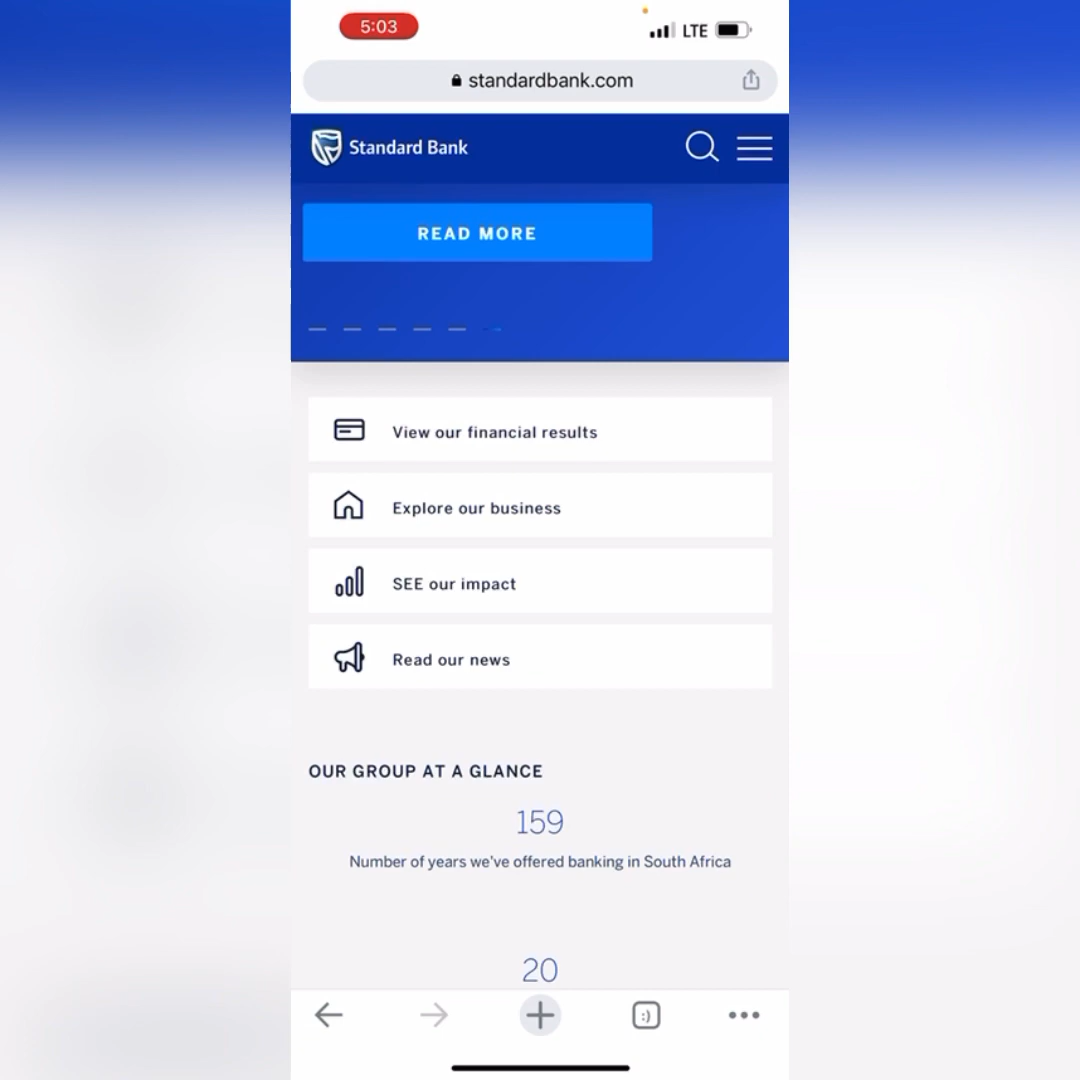 5:03
LTE
standardbank.com
Standard Bank
READ MORE
View our financial results
Explore our business
SEE our impact
Read our news
OUR GROUP AT A GLANCE
159
Number of years we've offered banking in South Africa
20
:)